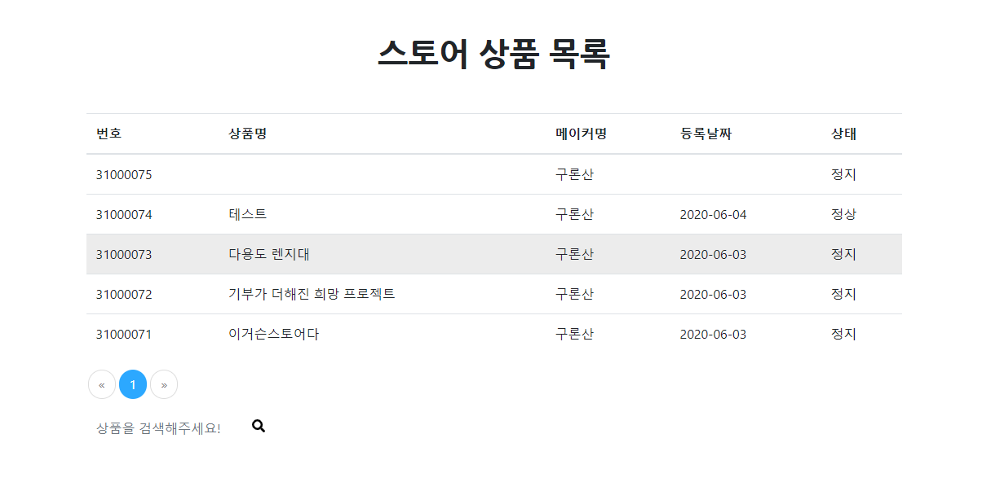 스토어 상품 목록
번호 상품명 메이커명 등록날짜 상태
31000075 구론산 정지
31000074 테스트 구론산 2020-06-04 정상
31000073 다용도 렌지대 구론산 2020-06-03 정지
31000072 기부가 더해진 희망 프로젝트 구론산 2020-06-03 정지
31000071 이거슨스토어다 구론산 2020-06-03 정지
« 1 »
상품을 검색해주세요!